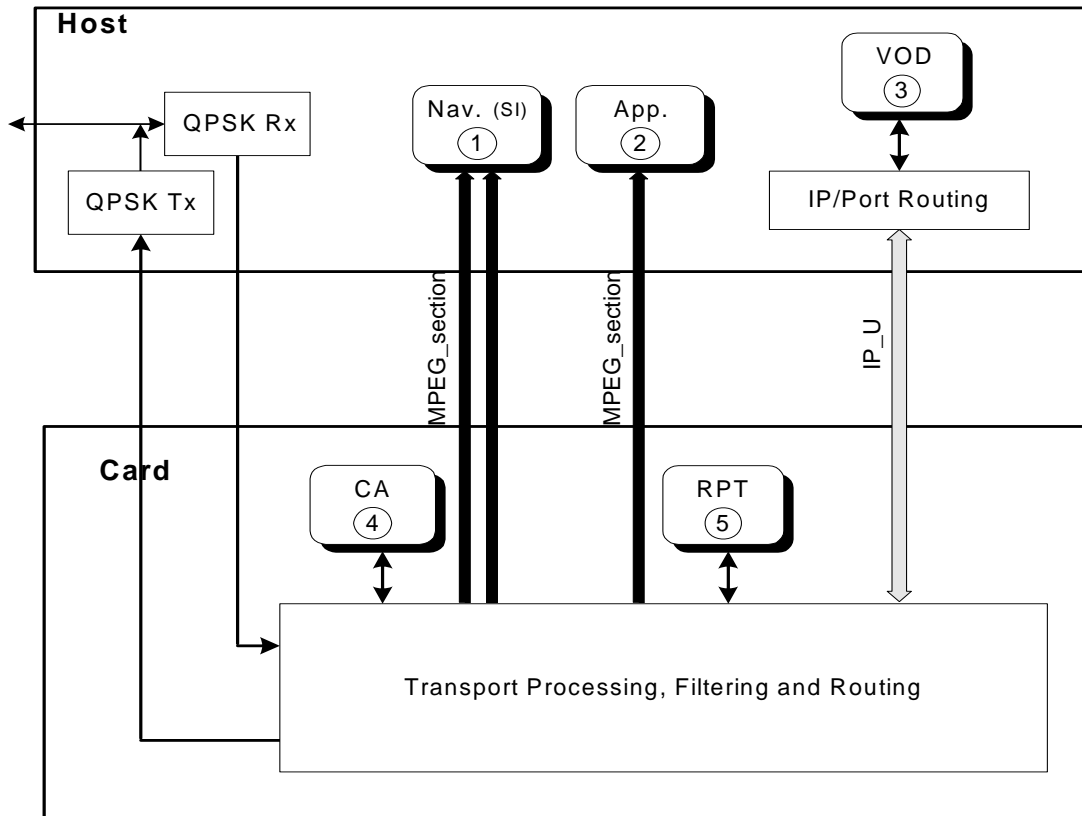 Host
VOD
3
QPSK Rx
Nav. (SI)
1
App.
2
QPSK Tx
IP/Port Routing
MPEG_section
MPEG_section
IP_U
Card
CA
4
RPT
5
Transport Processing, Filtering and Routing